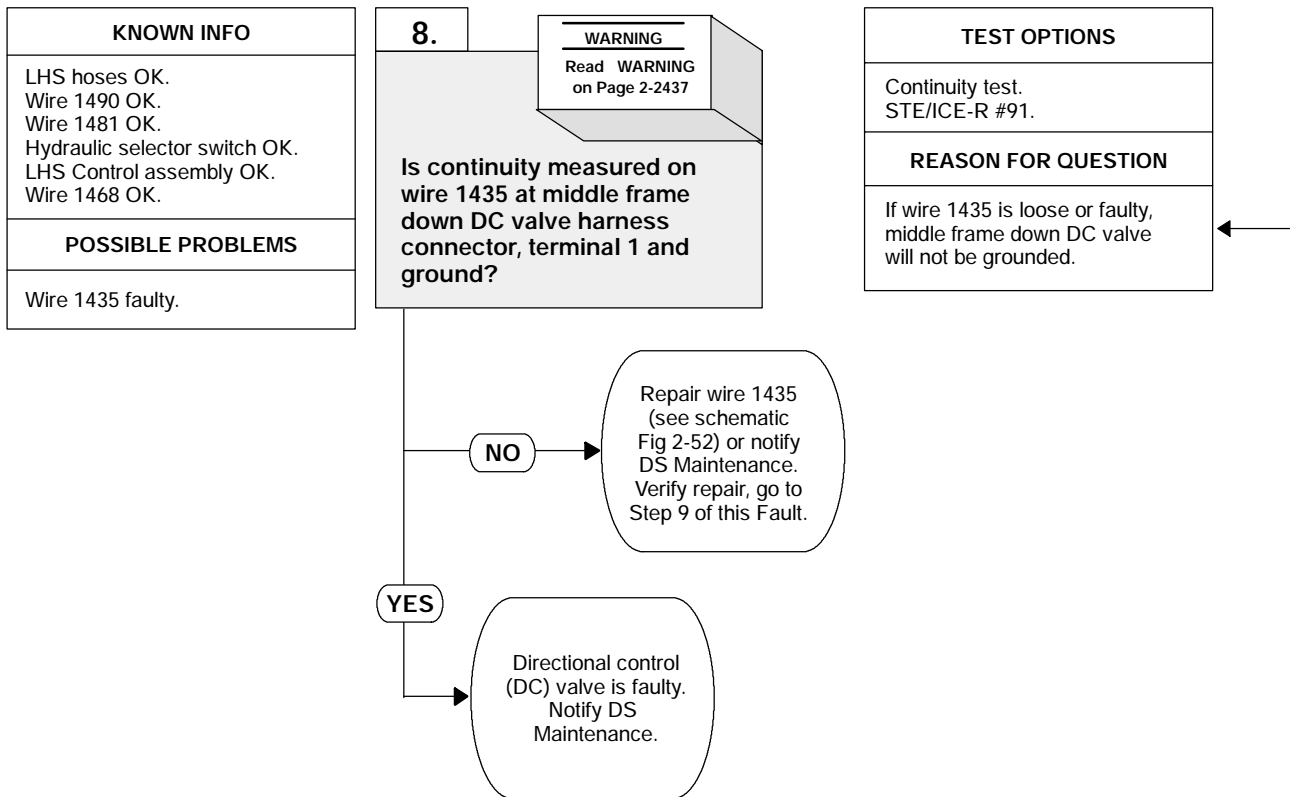 KNOWN INFO
LHS hoses OK.
Wire 1490 OK.
Wire 1481 OK.
Hydraulic selector switch OK.
LHS Control assembly OK.
Wire 1468 OK.
POSSIBLE PROBLEMS
Wire 1435 faulty.
8.
WARNING
Read WARNING
on Page 2-2437
Is continuity measured on
wire 1435 at middle frame
down DC valve harness
connector, terminal 1 and
ground?
TEST OPTIONS
Continuity test.
STE/ICE-R #91.
REASON FOR QUESTION
If wire 1435 is loose or faulty,
middle frame down DC valve
will not be grounded.
NO
Repair wire 1435
(see schematic
Fig 2-52) or notify
DS Maintenance.
Verify repair, go to
Step 9 of this Fault.
YES
Directional control
(DC) valve is faulty.
Notify DS
Maintenance.